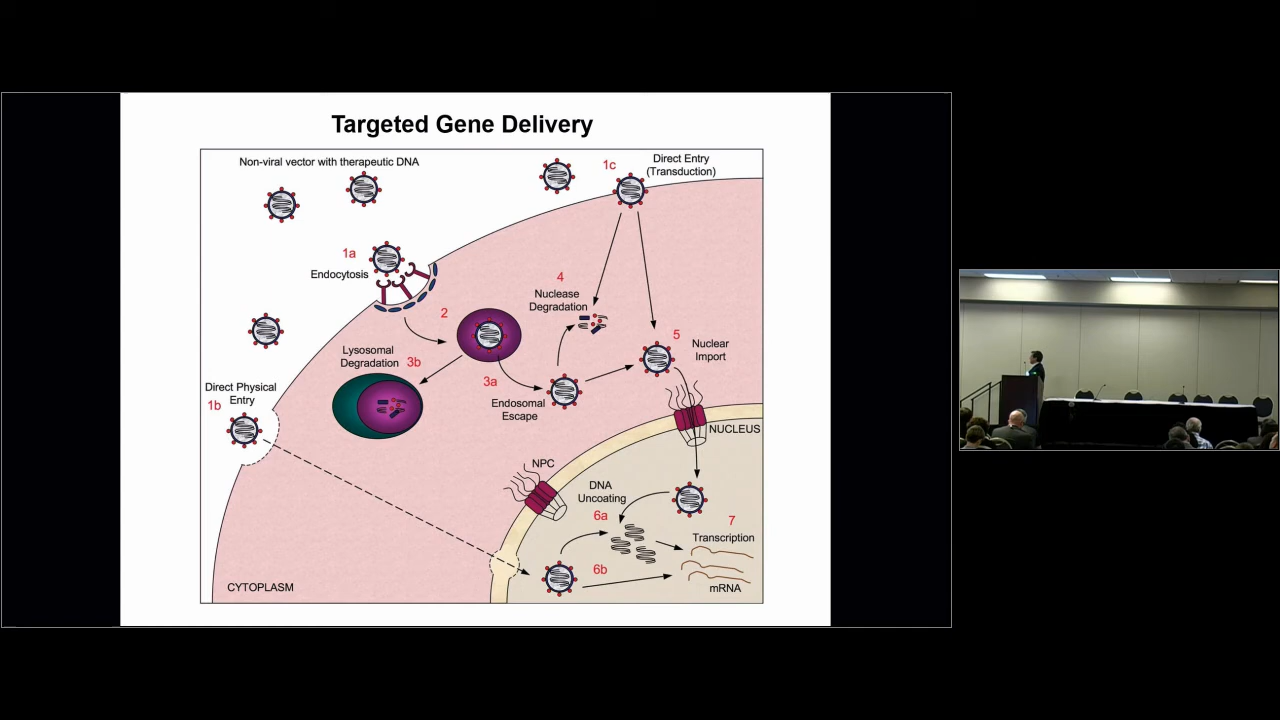 Targeted Gene Delivery
Non-viral vector with therapeutic DNA
1c
Direct Entry
(Transduction)
1a
Endocytosis
4
Nuclease
Degradation
2
5
Nuclear
Import
Lysosomal
Degradation
3b
3a
Endosomal
Escape
Direct Physical
Entry
1b
NUCLEUS
NPC
DNA
Uncoating
6a
7
Transcription
6b
mRNA
CYTOPLASM